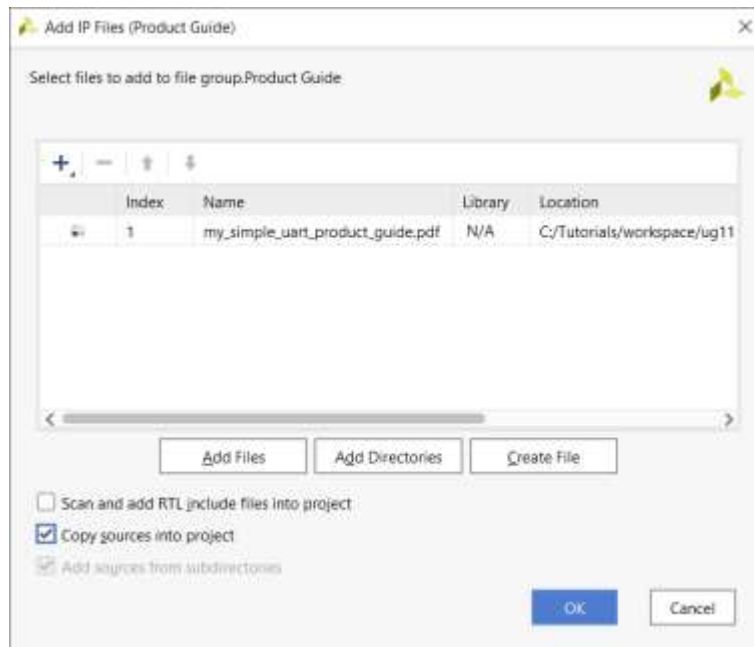 Add IP Files (Product Guide)
Select files to add to file group.Product Guide
Index Name Library Location
1 my_simple_uart_product_guide.pdf N/A C:/Tutorials/workspace/ug11
Add Files Add Directories Create File
Scan and add RTL include files into project
Copy sources into project
Add sources from subdirectories
OK Cancel